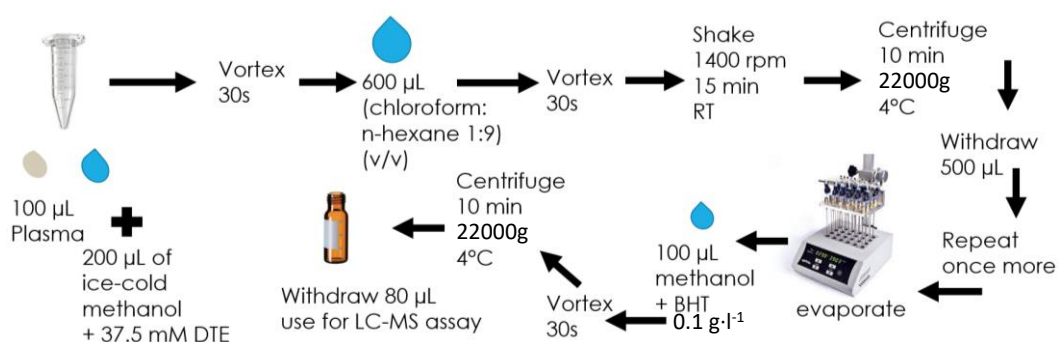 100 µL
Plasma
200 µL of
ice-cold
methanol
+ 37.5 mM DTE
Vortex
30s
600 µL
(chloroform:
n-hexane 1:9)
(v/v)
Vortex
30s
Shake
1400 rpm
15 min
RT
Centrifuge
10 min
22000g
4°C
Withdraw
500 µL
Repeat
once more
evaporate
100 µL
methanol
+ BHT
0.1 g·l⁻¹
Vortex
30s
Centrifuge
10 min
22000g
4°C
Withdraw 80 µL
use for LC-MS assay